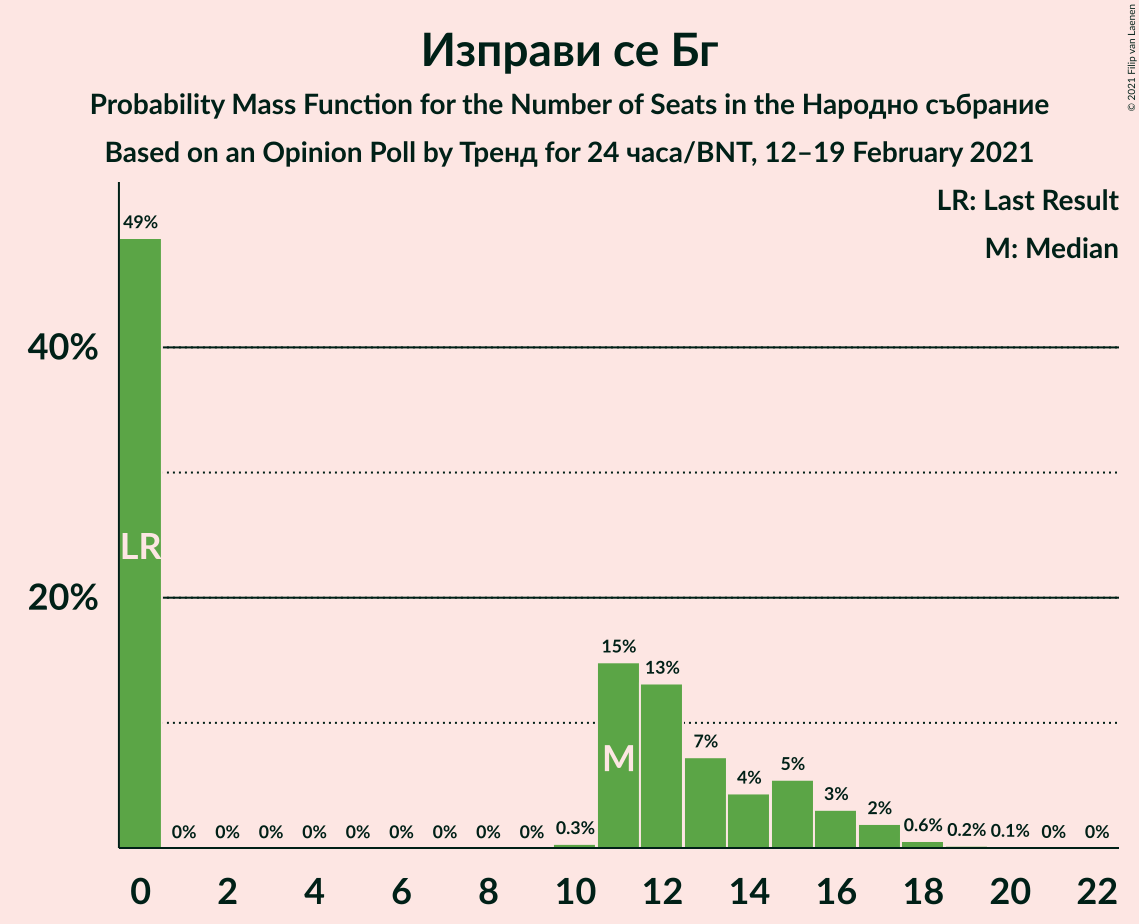 Изправи се Бг
Probability Mass Function for the Number of Seats in the Народно събрание
Based on an Opinion Poll by Тренд for 24 часа/BNT, 12–19 February 2021
© 2021 Filip van Laenen
LR: Last Result
M: Median
49%
40%
LR
20%
15%
13%
M
7%
4%
5%
3%
2%
0% 0% 0% 0% 0% 0% 0% 0% 0% 0.3% 0.6% 0.2% 0.1% 0% 0%
0 2 4 6 8 10 12 14 16 18 20 22